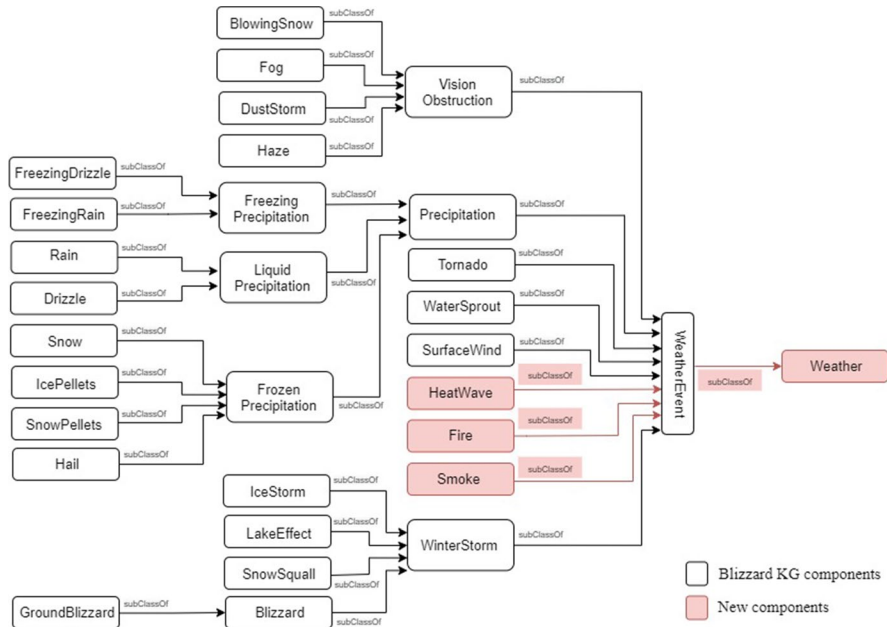 BlowingSnow
subClassOf
Fog
subClassOf
DustStorm
subClassOf
Haze
subClassOf
Vision
Obstruction
subClassOf
FreezingDrizzle
subClassOf
FreezingRain
subClassOf
Freezing
Precipitation
subClassOf
Rain
subClassOf
Drizzle
subClassOf
Liquid
Precipitation
subClassOf
Precipitation
subClassOf
Snow
subClassOf
IcePellets
subClassOf
SnowPellets
subClassOf
Hail
subClassOf
Frozen
Precipitation
subClassOf
Tornado
subClassOf
WaterSprout
subClassOf
SurfaceWind
subClassOf
HeatWave
subClassOf
Fire
subClassOf
Smoke
subClassOf
IceStorm
subClassOf
LakeEffect
subClassOf
SnowSquall
subClassOf
GroundBlizzard
subClassOf
Blizzard
subClassOf
WinterStorm
subClassOf
WeatherEvent
subClassOf
Weather
Blizzard KG components
New components